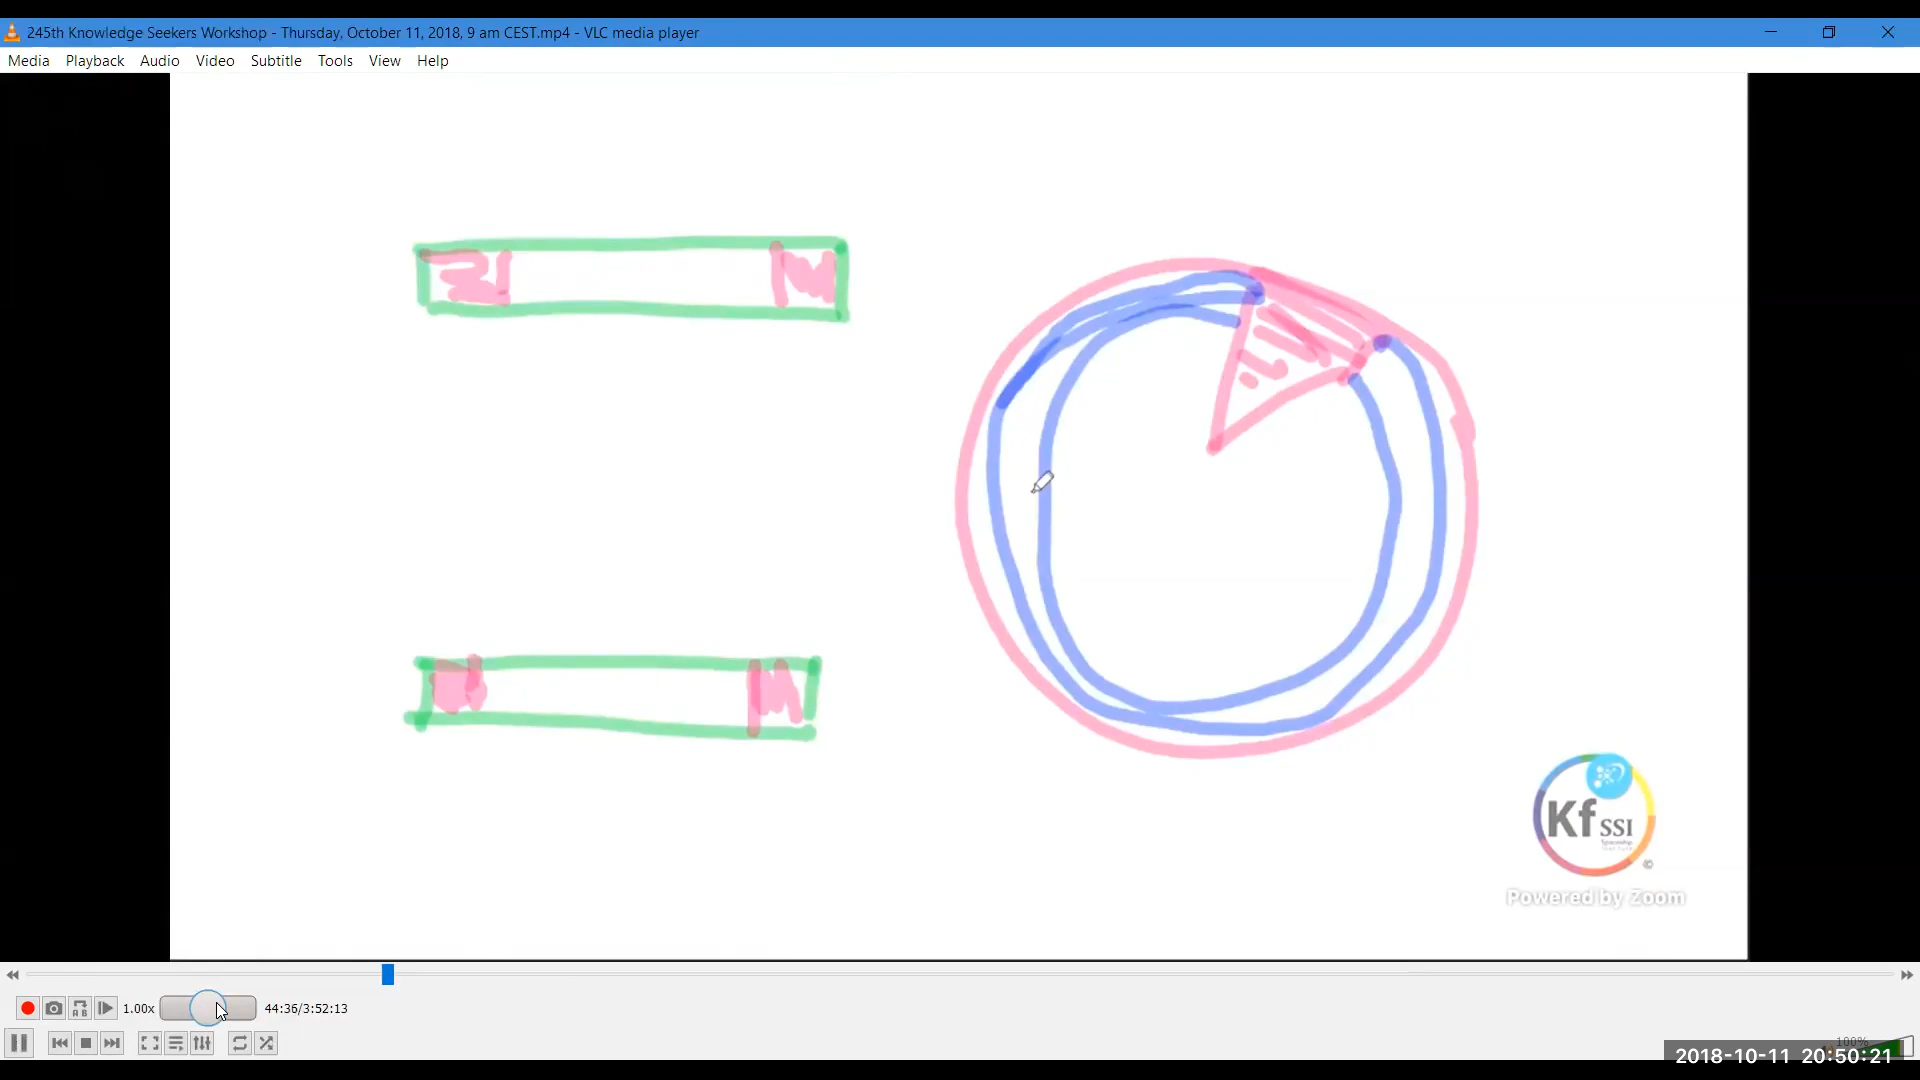 245th Knowledge Seekers Workshop - Thursday, October 11, 2018, 9 am CEST.mp4 - VLC media player
Media Playback Audio Video Subtitle Tools View Help
Kf SSI
©
Powered by Zoom
1.00x 44:36/3:52:13
100%
2018-10-11 20:50:21